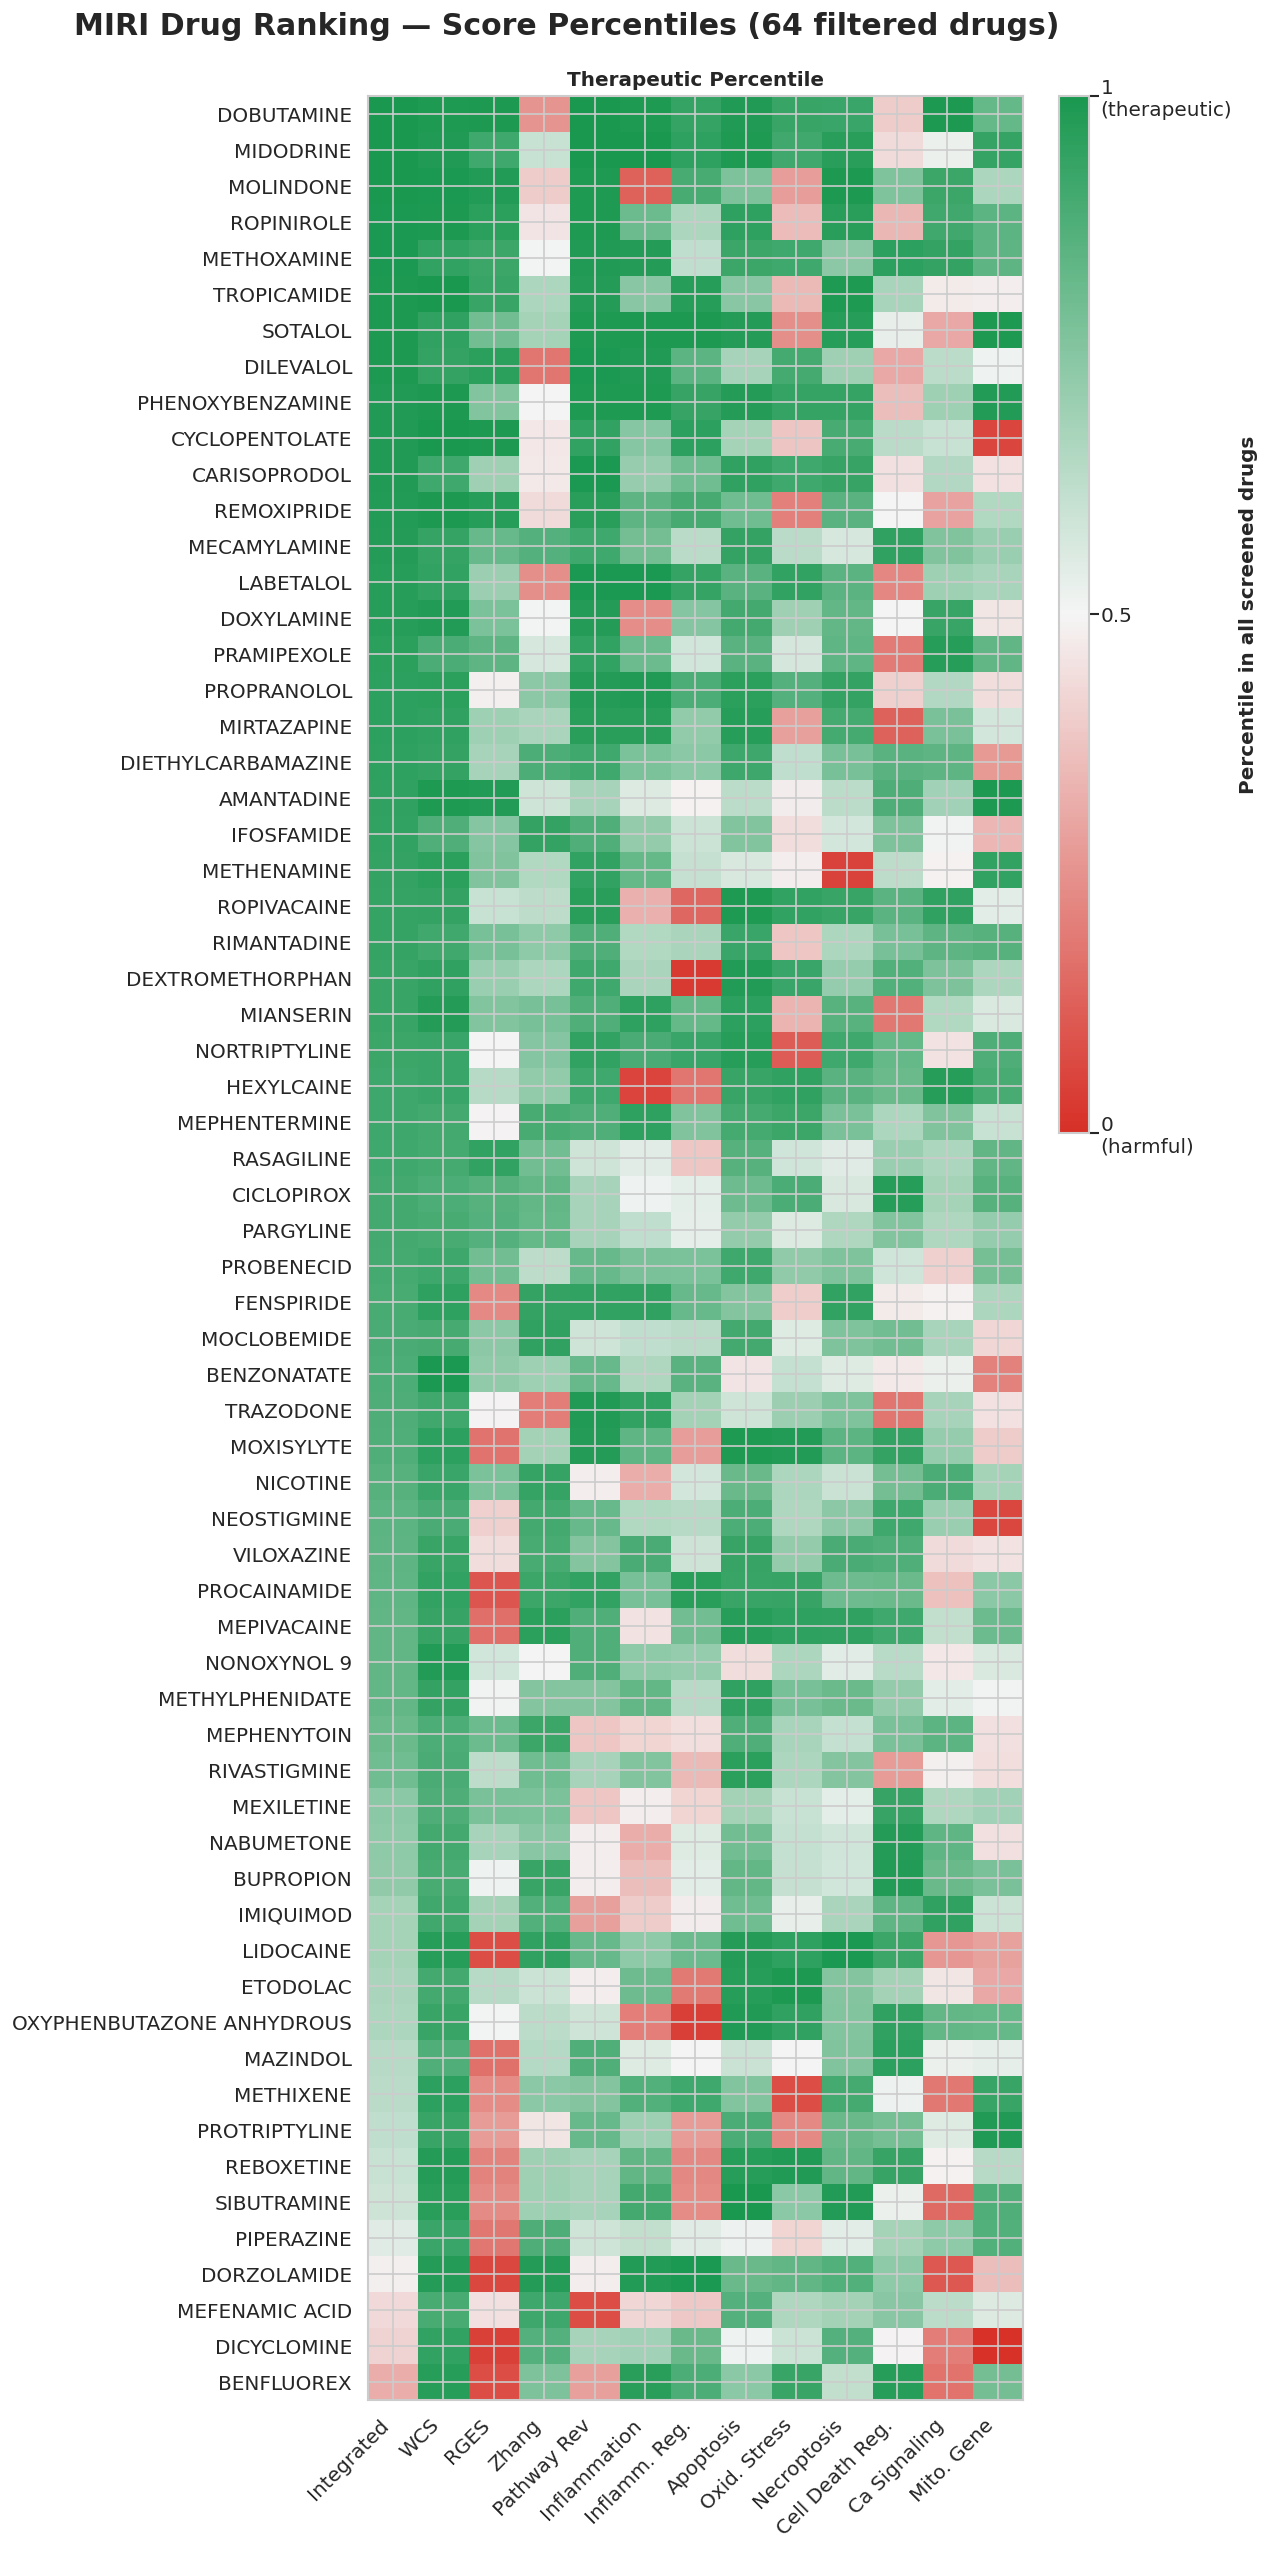 MIRI Drug Ranking — Score Percentiles (64 filtered drugs)
Therapeutic Percentile
DOBUTAMINE
MIDODRINE
MOLINDONE
ROPINIROLE
METHOXAMINE
TROPICAMIDE
SOTALOL
DILEVALOL
PHENOXYBENZAMINE
CYCLOPENTOLATE
CARISOPRODOL
REMOXIPRIDE
MECAMYLAMINE
LABETALOL
DOXYLAMINE
PRAMIPEXOLE
PROPRANOLOL
MIRTAZAPINE
DIETHYLCARBAMAZINE
AMANTADINE
IFOSFAMIDE
METHENAMINE
ROPIVACAINE
RIMANTADINE
DEXTROMETHORPHAN
MIANSERIN
NORTRIPTYLINE
HEXYLCAINE
MEPHENTERMINE
RASAGILINE
CICLOPIROX
PARGYLINE
PROBENECID
FENSPIRIDE
MOCLOBEMIDE
BENZONATATE
TRAZODONE
MOXISYLYTE
NICOTINE
NEOSTIGMINE
VILOXAZINE
PROCAINAMIDE
MEPIVACAINE
NONOXYNOL 9
METHYLPHENIDATE
MEPHENYTOIN
RIVASTIGMINE
MEXILETINE
NABUMETONE
BUPROPION
IMIQUIMOD
LIDOCAINE
ETODOLAC
OXYPHENBUTAZONE ANHYDROUS
MAZINDOL
METHIXENE
PROTRIPTYLINE
REBOXETINE
SIBUTRAMINE
PIPERAZINE
DORZOLAMIDE
MEFENAMIC ACID
DICYCLOMINE
BENFLUOREX
Integrated
WCS
RGES
Zhang
Pathway Rev
Inflammation
Inflamm. Reg.
Apoptosis
Oxid. Stress
Necroptosis
Cell Death Reg.
Ca Signaling
Mito. Gene
1
(therapeutic)
0.5
0
(harmful)
Percentile in all screened drugs